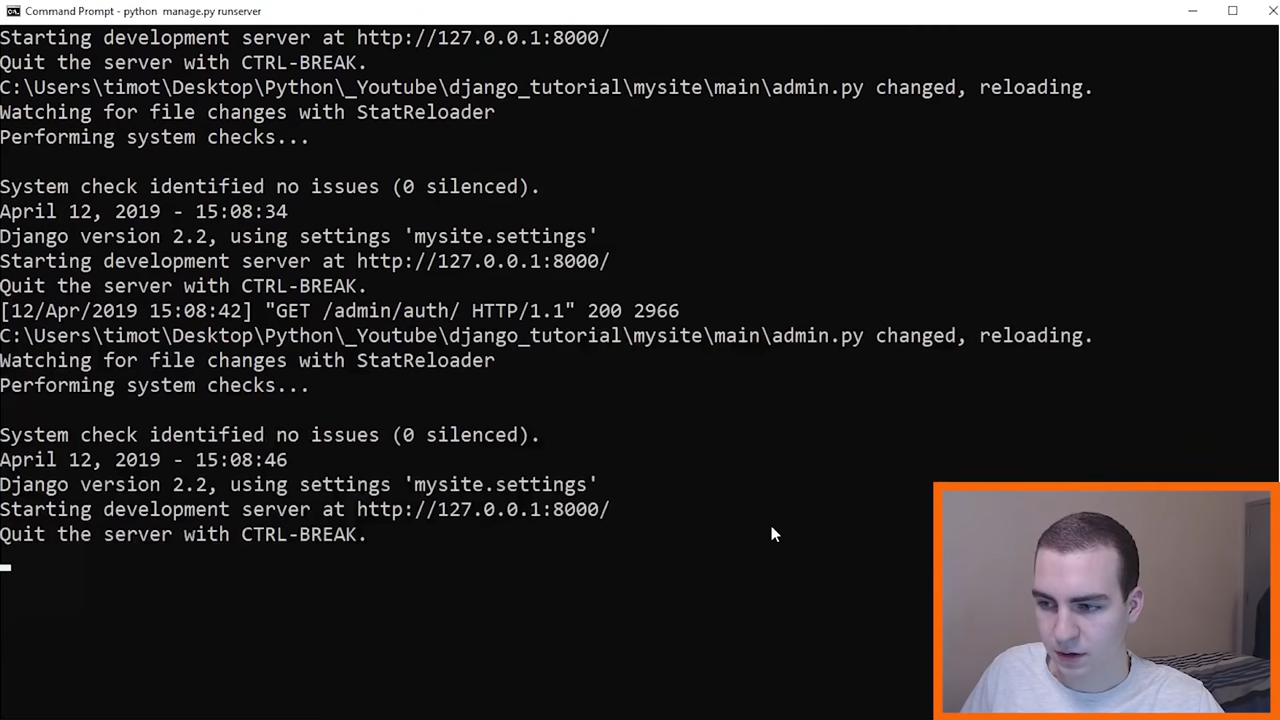 Command Prompt - python  manage.py runserver
Starting development server at http://127.0.0.1:8000/
Quit the server with CTRL-BREAK.
C:\Users\timot\Desktop\Python\_Youtube\django_tutorial\mysite\main\admin.py changed, reloading.
Watching for file changes with StatReloader
Performing system checks...
System check identified no issues (0 silenced).
April 12, 2019 - 15:08:34
Django version 2.2, using settings 'mysite.settings'
Starting development server at http://127.0.0.1:8000/
Quit the server with CTRL-BREAK.
[12/Apr/2019 15:08:42] "GET /admin/auth/ HTTP/1.1" 200 2966
C:\Users\timot\Desktop\Python\_Youtube\django_tutorial\mysite\main\admin.py changed, reloading.
Watching for file changes with StatReloader
Performing system checks...
System check identified no issues (0 silenced).
April 12, 2019 - 15:08:46
Django version 2.2, using settings 'mysite.settings'
Starting development server at http://127.0.0.1:8000/
Quit the server with CTRL-BREAK.